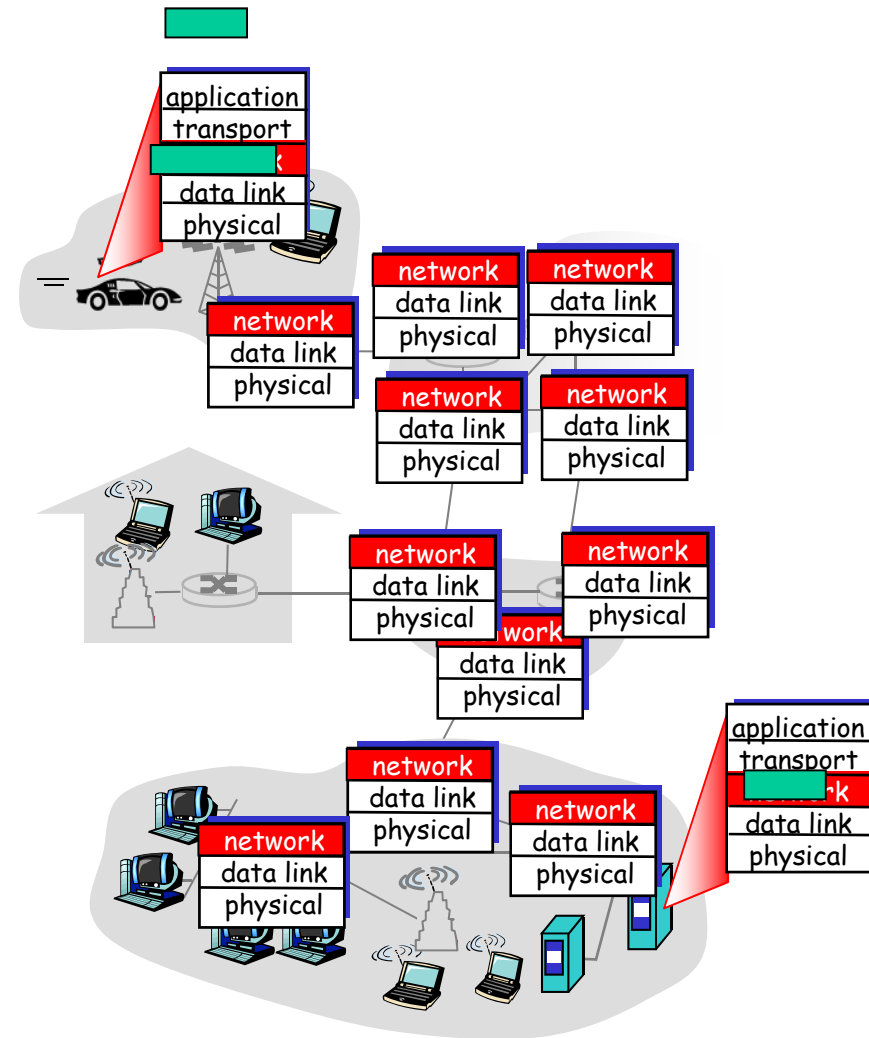 application
transport
data link
physical
network
data link
physical
network
data link
physical
network
data link
physical
network
data link
physical
network
data link
physical
network
data link
physical
network
data link
physical
work
data link
physical
application
transport
data link
physical
network
data link
physical
network
data link
physical
network
data link
physical